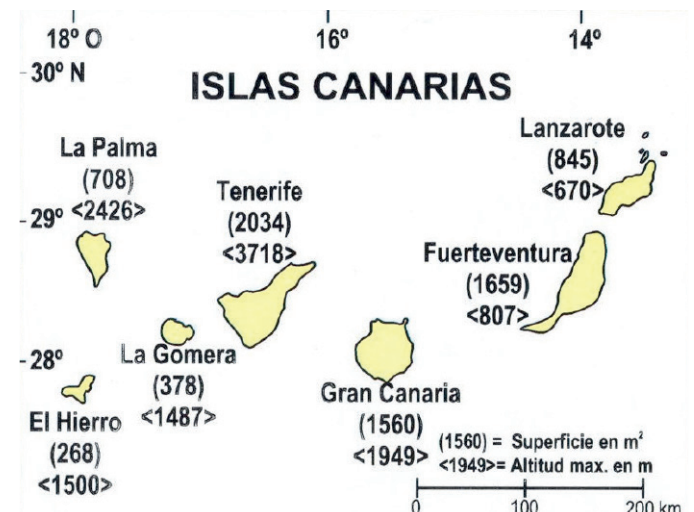 18º O
16º
14º
30º N
ISLAS CANARIAS
Lanzarote
(845)
<670>
La Palma
(708)
<2426>
29º
Tenerife
(2034)
<3718>
Fuerteventura
(1659)
<807>
28º
La Gomera
(378)
<1487>
Gran Canaria
(1560)
<1949>
El Hierro
(268)
<1500>
(1560) = Superficie en m²
<1949>= Altitud max. en m
0 100 200 km